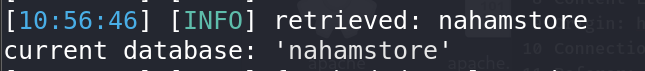 [10:56:46] [INFO] retrieved: nahamstore
current database: 'nahamstore'